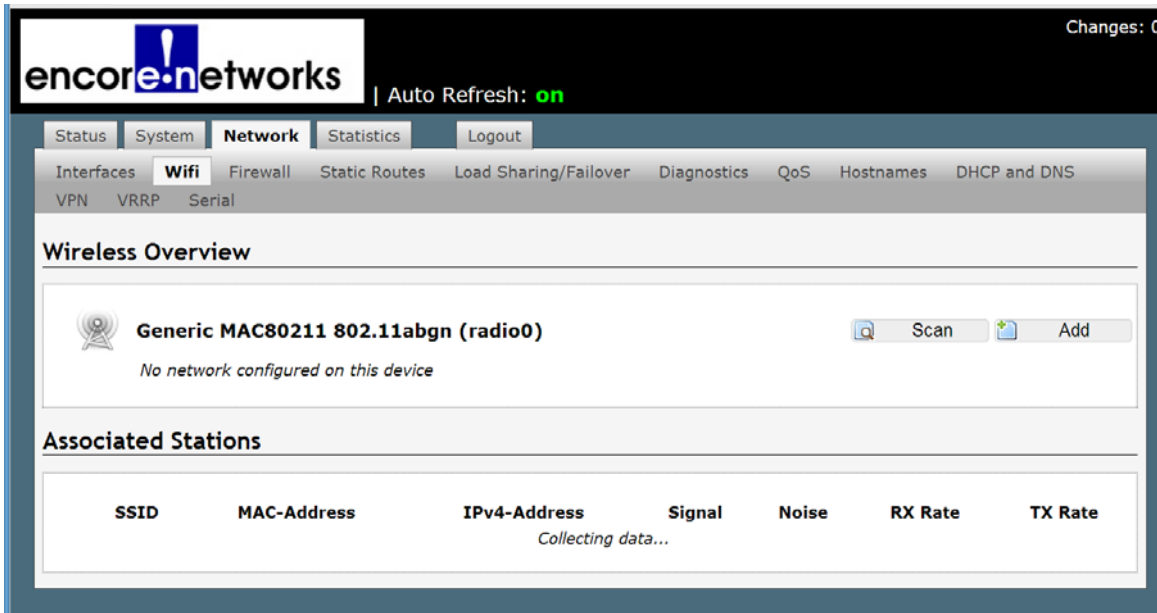 Changes: 0
encore!networks
| Auto Refresh: on
Status System Network Statistics Logout
Interfaces Wifi Firewall Static Routes Load Sharing/Failover Diagnostics QoS Hostnames DHCP and DNS
VPN VRRP Serial
Wireless Overview
Generic MAC80211 802.11abgn (radio0) Scan Add
No network configured on this device
Associated Stations
SSID MAC-Address IPv4-Address Signal Noise RX Rate TX Rate
Collecting data...